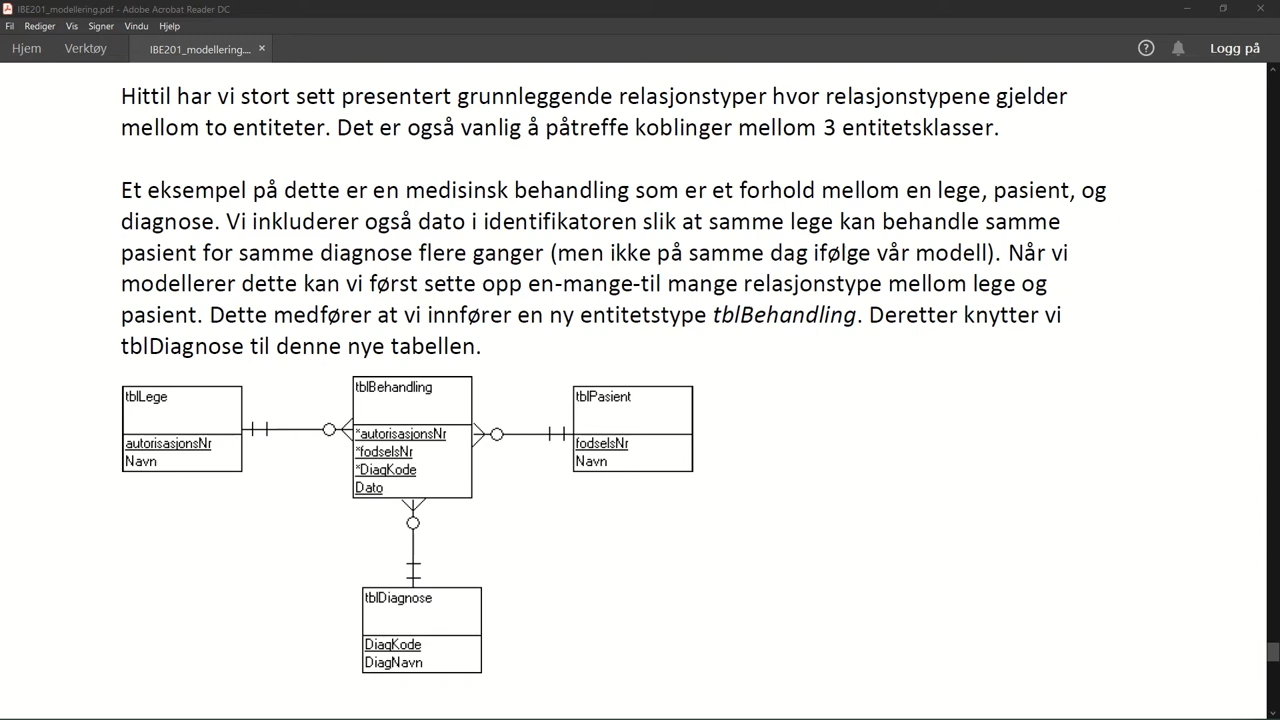 IBE201_modellering.pdf - Adobe Acrobat Reader DC
Fil Rediger Vis Signer Vindu Hjelp
Hjem Verktøy IBE201_modellering.... × ? Logg på
Hittil har vi stort sett presentert grunnleggende relasjonstyper hvor relasjonstypene gjelder
mellom to entiteter. Det er også vanlig å påtreffe koblinger mellom 3 entitetsklasser.
Et eksempel på dette er en medisinsk behandling som er et forhold mellom en lege, pasient, og
diagnose. Vi inkluderer også dato i identifikatoren slik at samme lege kan behandle samme
pasient for samme diagnose flere ganger (men ikke på samme dag ifølge vår modell). Når vi
modellerer dette kan vi først sette opp en-mange-til mange relasjonstype mellom lege og
pasient. Dette medfører at vi innfører en ny entitetstype tblBehandling. Deretter knytter vi
tblDiagnose til denne nye tabellen.
tblLege
autorisasjonsNr
Navn
tblBehandling
*autorisasjonsNr
*fodselsNr
*DiagKode
Dato
tblPasient
fodselsNr
Navn
tblDiagnose
DiagKode
DiagNavn